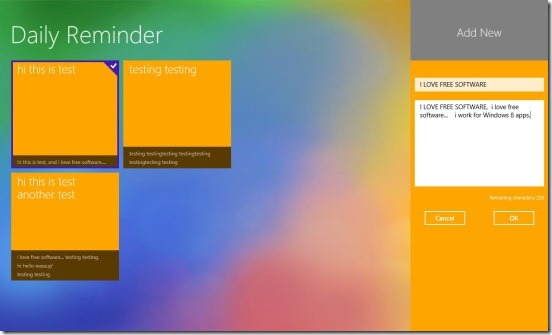 Daily Reminder
Add New
hi this is test
testing testing
hi this is test, and i love free software...
testing testingtesting testingtesting
testingtesting testing
hi this is test
another test
i love free software... testing testing.
hi hello wassup'
testing testing
I LOVE FREE SOFTWARE
I LOVE FREE SOFTWARE, i love free
software... i work for Windows 8 apps.
Remaining characters:
Cancel
OK